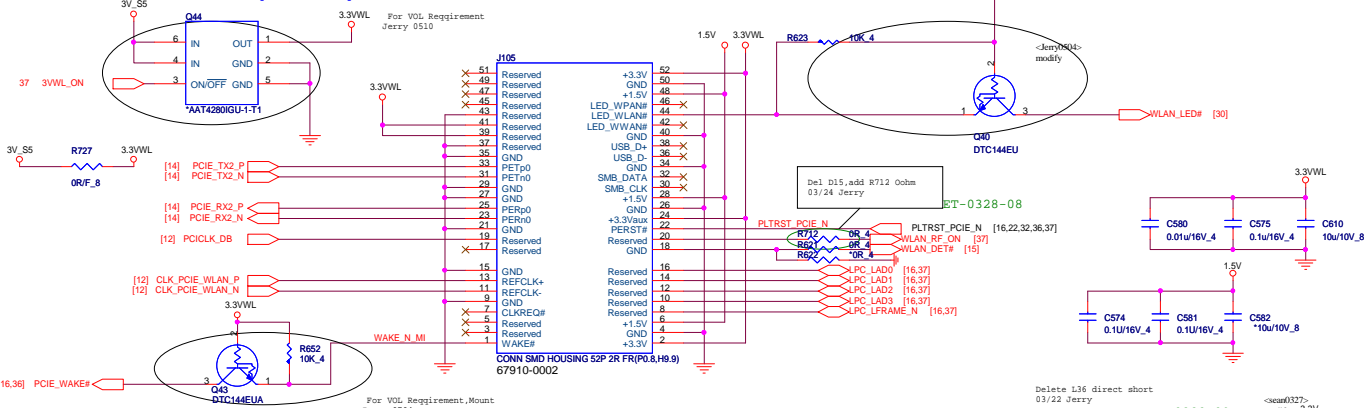 3V_S5
Q44
6 IN OUT 1
4 IN GND 2
3 ON/OFF GND 5
37 3VWL_ON
*AAT4280IGU-1-T1
3.3VWL
For VOL Reqqirement
Jerry 0510
3V_S5
R727
3.3VWL
0R/F_8
3.3VWL
J105
51 Reserved +3.3V 52
49 Reserved GND 50
47 Reserved +1.5V 48
45 Reserved LED_WPAN# 46
43 Reserved LED_WLAN# 44
41 Reserved LED_WWAN# 42
39 Reserved GND 40
37 Reserved USB_D+ 38
35 GND USB_D- 36
33 PETp0 GND 34
31 PETn0 SMB_DATA 32
29 GND SMB_CLK 30
27 GND +1.5V 28
25 PERp0 GND 26
23 PERn0 +3.3Vaux 24
21 GND PERST# 22
19 Reserved Reserved 20
17 Reserved GND 18
15 GND Reserved 16
13 REFCLK+ Reserved 14
11 REFCLK- Reserved 12
9 GND Reserved 10
7 CLKREQ# Reserved 8
5 Reserved +1.5V 6
3 Reserved GND 4
1 WAKE# +3.3V 2
CONN SMD HOUSING 52P 2R FR(P0.8,H9.9)
67910-0002
[14] PCIE_TX2_P
[14] PCIE_TX2_N
[14] PCIE_RX2_P
[14] PCIE_RX2_N
[12] PCICLK_DB
[12] CLK_PCIE_WLAN_P
[12] CLK_PCIE_WLAN_N
3.3VWL
2
R652
10K_4
WAKE_N_MI
16,36] PCIE_WAKE#
3
1
Q43
DTC144EUA
For VOL Reqqirement,Mount
1.5V
3.3VWL
R623
10K_4
<Jerry0504>
modify
2
1
3
Q40
DTC144EU
WLAN_LED# [30]
Del D15,add R712 0ohm
03/24 Jerry
ET-0328-08
PLTRST_PCIE_N
PLTRST_PCIE_N [16,22,32,36,37]
R712 0R_4
WLAN_RF_ON [37]
R621 0R_4
WLAN_DET# [15]
R622 *0R_4
LPC_LAD0 [16,37]
LPC_LAD1 [16,37]
LPC_LAD2 [16,37]
LPC_LAD3 [16,37]
LPC_LFRAME_N [16,37]
3.3VWL
C580
0.01u/16V_4
C575
0.1u/16V_4
C610
10u/10V_8
1.5V
C574
0.1U/16V_4
C581
0.1U/16V_4
C582
*10u/10V_8
Delete L36 direct short
03/22 Jerry
<sean0327>